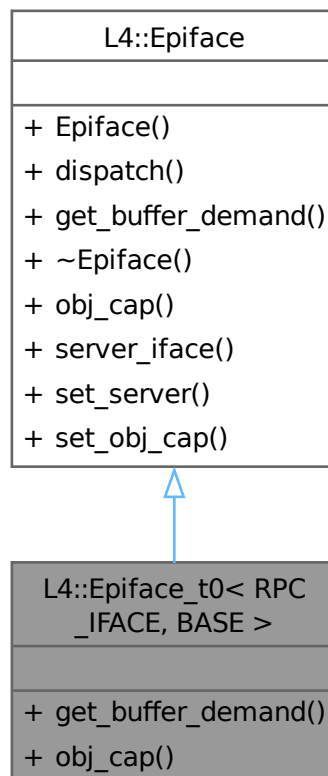 L4::Epiface
+ Epiface()
+ dispatch()
+ get_buffer_demand()
+ ~Epiface()
+ obj_cap()
+ server_iface()
+ set_server()
+ set_obj_cap()
L4::Epiface_t0< RPC
_IFACE, BASE >
+ get_buffer_demand()
+ obj_cap()